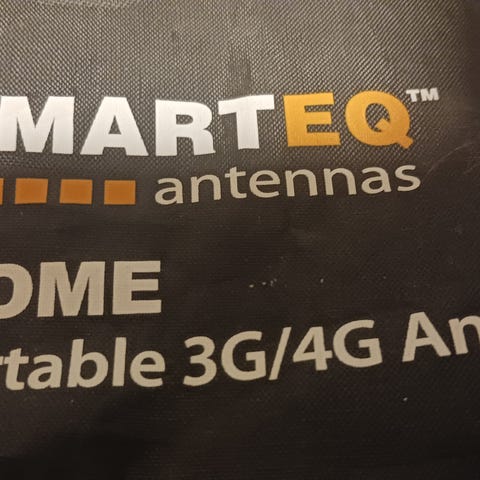 MARTEQ™
antennas
OME
rtable 3G/4G An